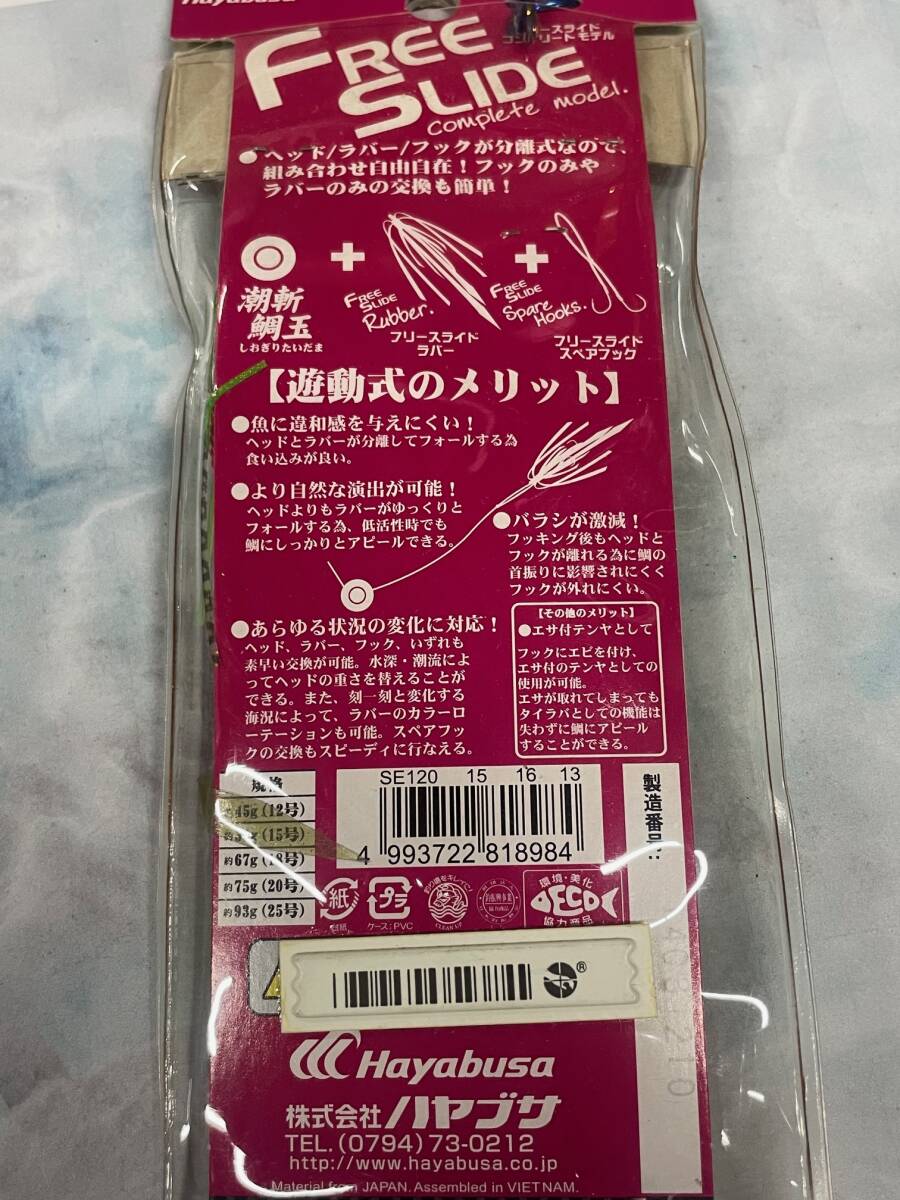 Hayabusa
FREE
SLIDE
Complete model.
コンプリートモデル
●ヘッド/ラバー/フックが分離式なので、
組み合わせ自由自在！フックのみや
ラバーのみの交換も簡単！
潮斬
鯛玉
しおぎりたいだま
+
FREE
SLIDE
Rubber.
フリースライド
ラバー
+
FREE
SLIDE
Spare
Hooks.
フリースライド
スペアフック
【遊動式のメリット】
●魚に違和感を与えにくい！
ヘッドとラバーが分離してフォールする為
食い込みが良い。
●より自然な演出が可能！
ヘッドよりもラバーがゆっくりと
フォールする為、低活性時でも
鯛にしっかりとアピールできる。
●バラシが激減！
フッキング後もヘッドと
フックが離れる為に鯛の
首振りに影響されにくく
フックが外れにくい。
●あらゆる状況の変化に対応！
ヘッド、ラバー、フック、いずれも
素早い交換が可能。水深・潮流によ
ってヘッドの重さを替えることが
できる。また、刻一刻と変化する
海況によって、ラバーのカラーロ
ーテーションも可能。スペアフッ
クの交換もスピーディに行なえる。
【その他のメリット】
●エサ付テンヤとして
フックにエビを付け、
エサ付のテンヤとしての
使用が可能。
エサが取れてしまっても
タイラバとしての機能は
失わずに鯛にアピール
することができる。
規格
45g(12号)
(15号)
約67g(18号)
約75g(20号)
約93g(25号)
SE120 15 16 13
4 993722 818984
製造番号:
紙
台紙
プラ
ケース:PVC
CLEAN UP
環境・美化
ECO
協力商品
®
Hayabusa
株式会社ハヤブサ
TEL.(0794)73-0212
http://www.hayabusa.co.jp
Material from JAPAN. Assembled in VIETNAM.